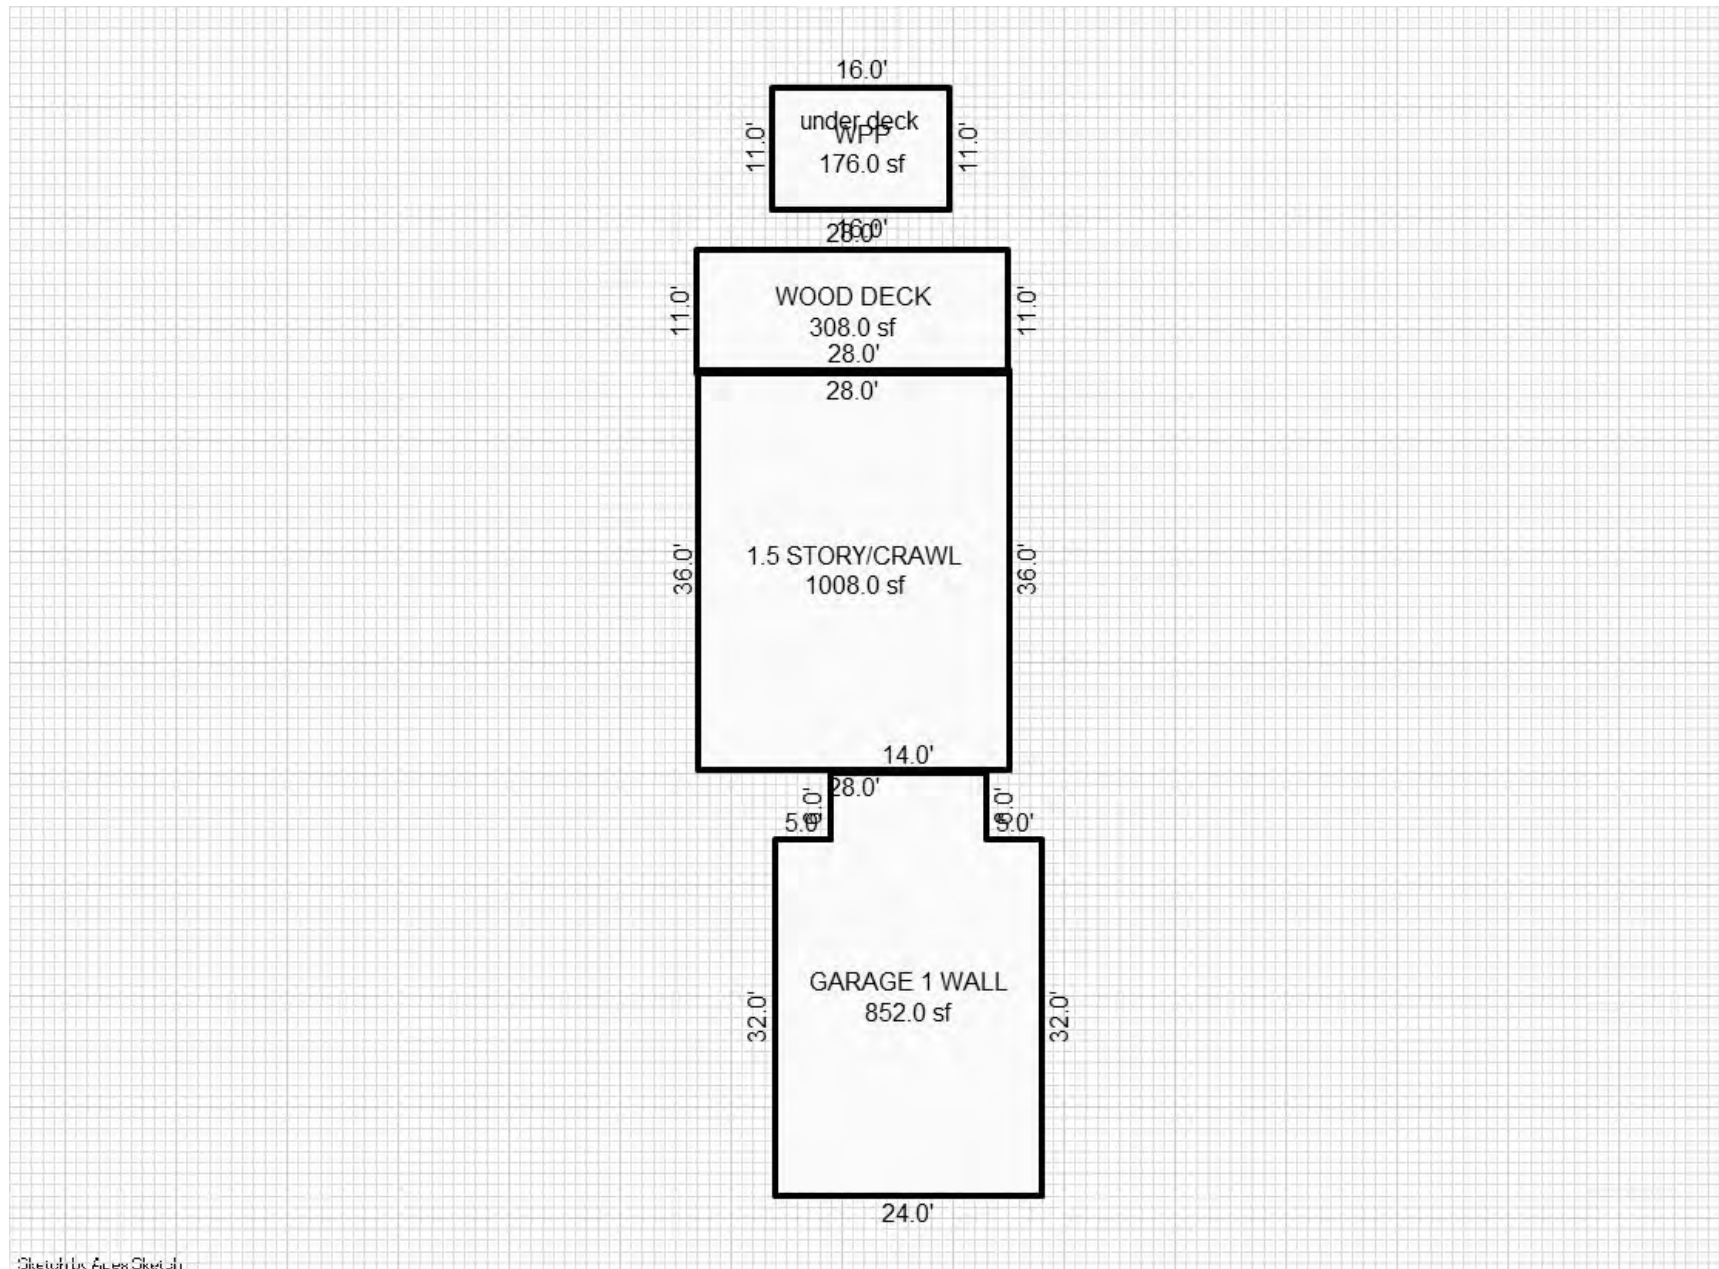 16.0'
under deck
WPP
11.0'
11.0'
176.0 sf
16.0'
28.0'
WOOD DECK
11.0'
11.0'
308.0 sf
28.0'
28.0'
1.5 STORY/CRAWL
36.0'
36.0'
1008.0 sf
14.0'
28.0'
5.0'
5.0'
GARAGE 1 WALL
32.0'
32.0'
852.0 sf
24.0'
Sketch by Apex Sketch